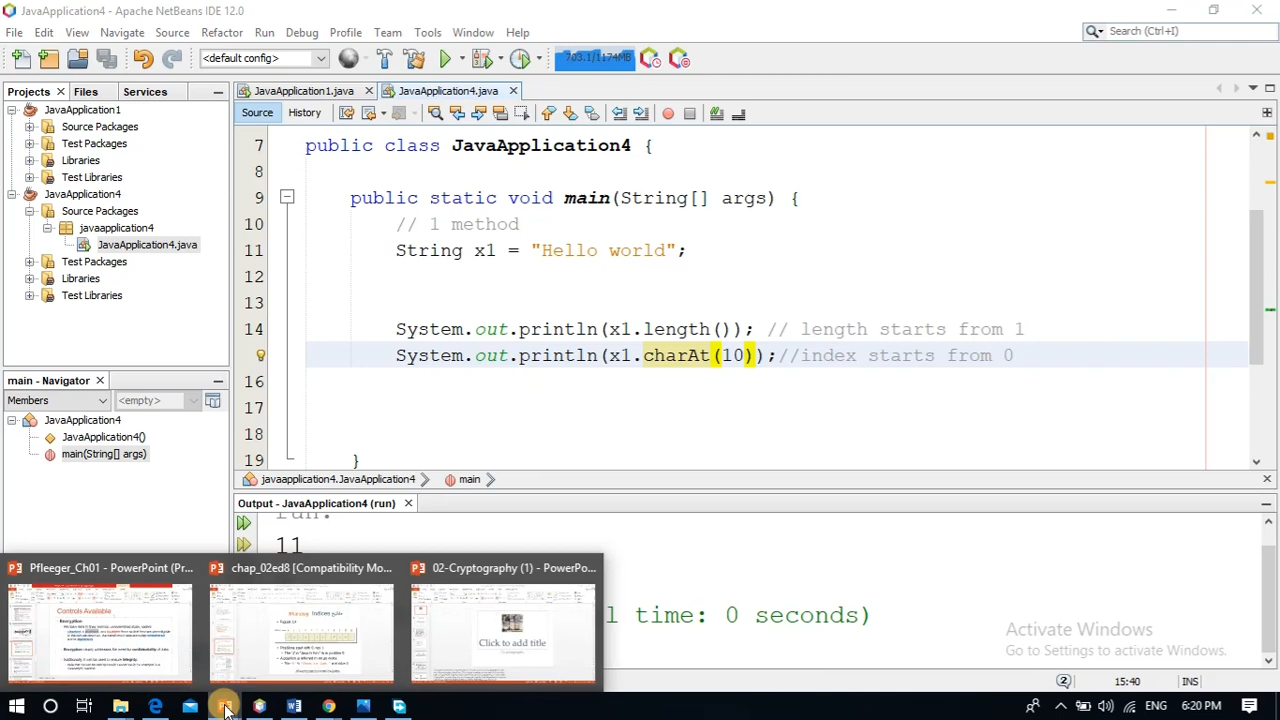 JavaApplication4 - Apache NetBeans IDE 12.0
File Edit View Navigate Source Refactor Run Debug Profile Team Tools Window Help
Search (Ctrl+I)
<default config>
703.1/1174MB
Projects Files Services
JavaApplication1.java JavaApplication4.java
Source History
JavaApplication1
Source Packages
Test Packages
Libraries
Test Libraries
JavaApplication4
Source Packages
javaapplication4
JavaApplication4.java
Test Packages
Libraries
Test Libraries
7 public class JavaApplication4 {
8
9 public static void main(String[] args) {
10 // 1 method
11 String x1 = "Hello world";
12
13
14 System.out.println(x1.length()); // length starts from 1
System.out.println(x1.charAt(10));//index starts from 0
16
17
18
19 }
main - Navigator
Members <empty>
JavaApplication4
JavaApplication4()
main(String[] args)
javaapplication4.JavaApplication4 main
Output - JavaApplication4 (run)
run:
11
l time: 0 seconds)
Pfleeger_Ch01 - PowerPoint (Pr...
chap_02ed8 [Compatibility Mo...
02-Cryptography (1) - PowerPo...
Controls Available
Click to add title
Activate Windows
Go to Settings to activate Windows.
2 15:40 INS
ENG 6:20 PM